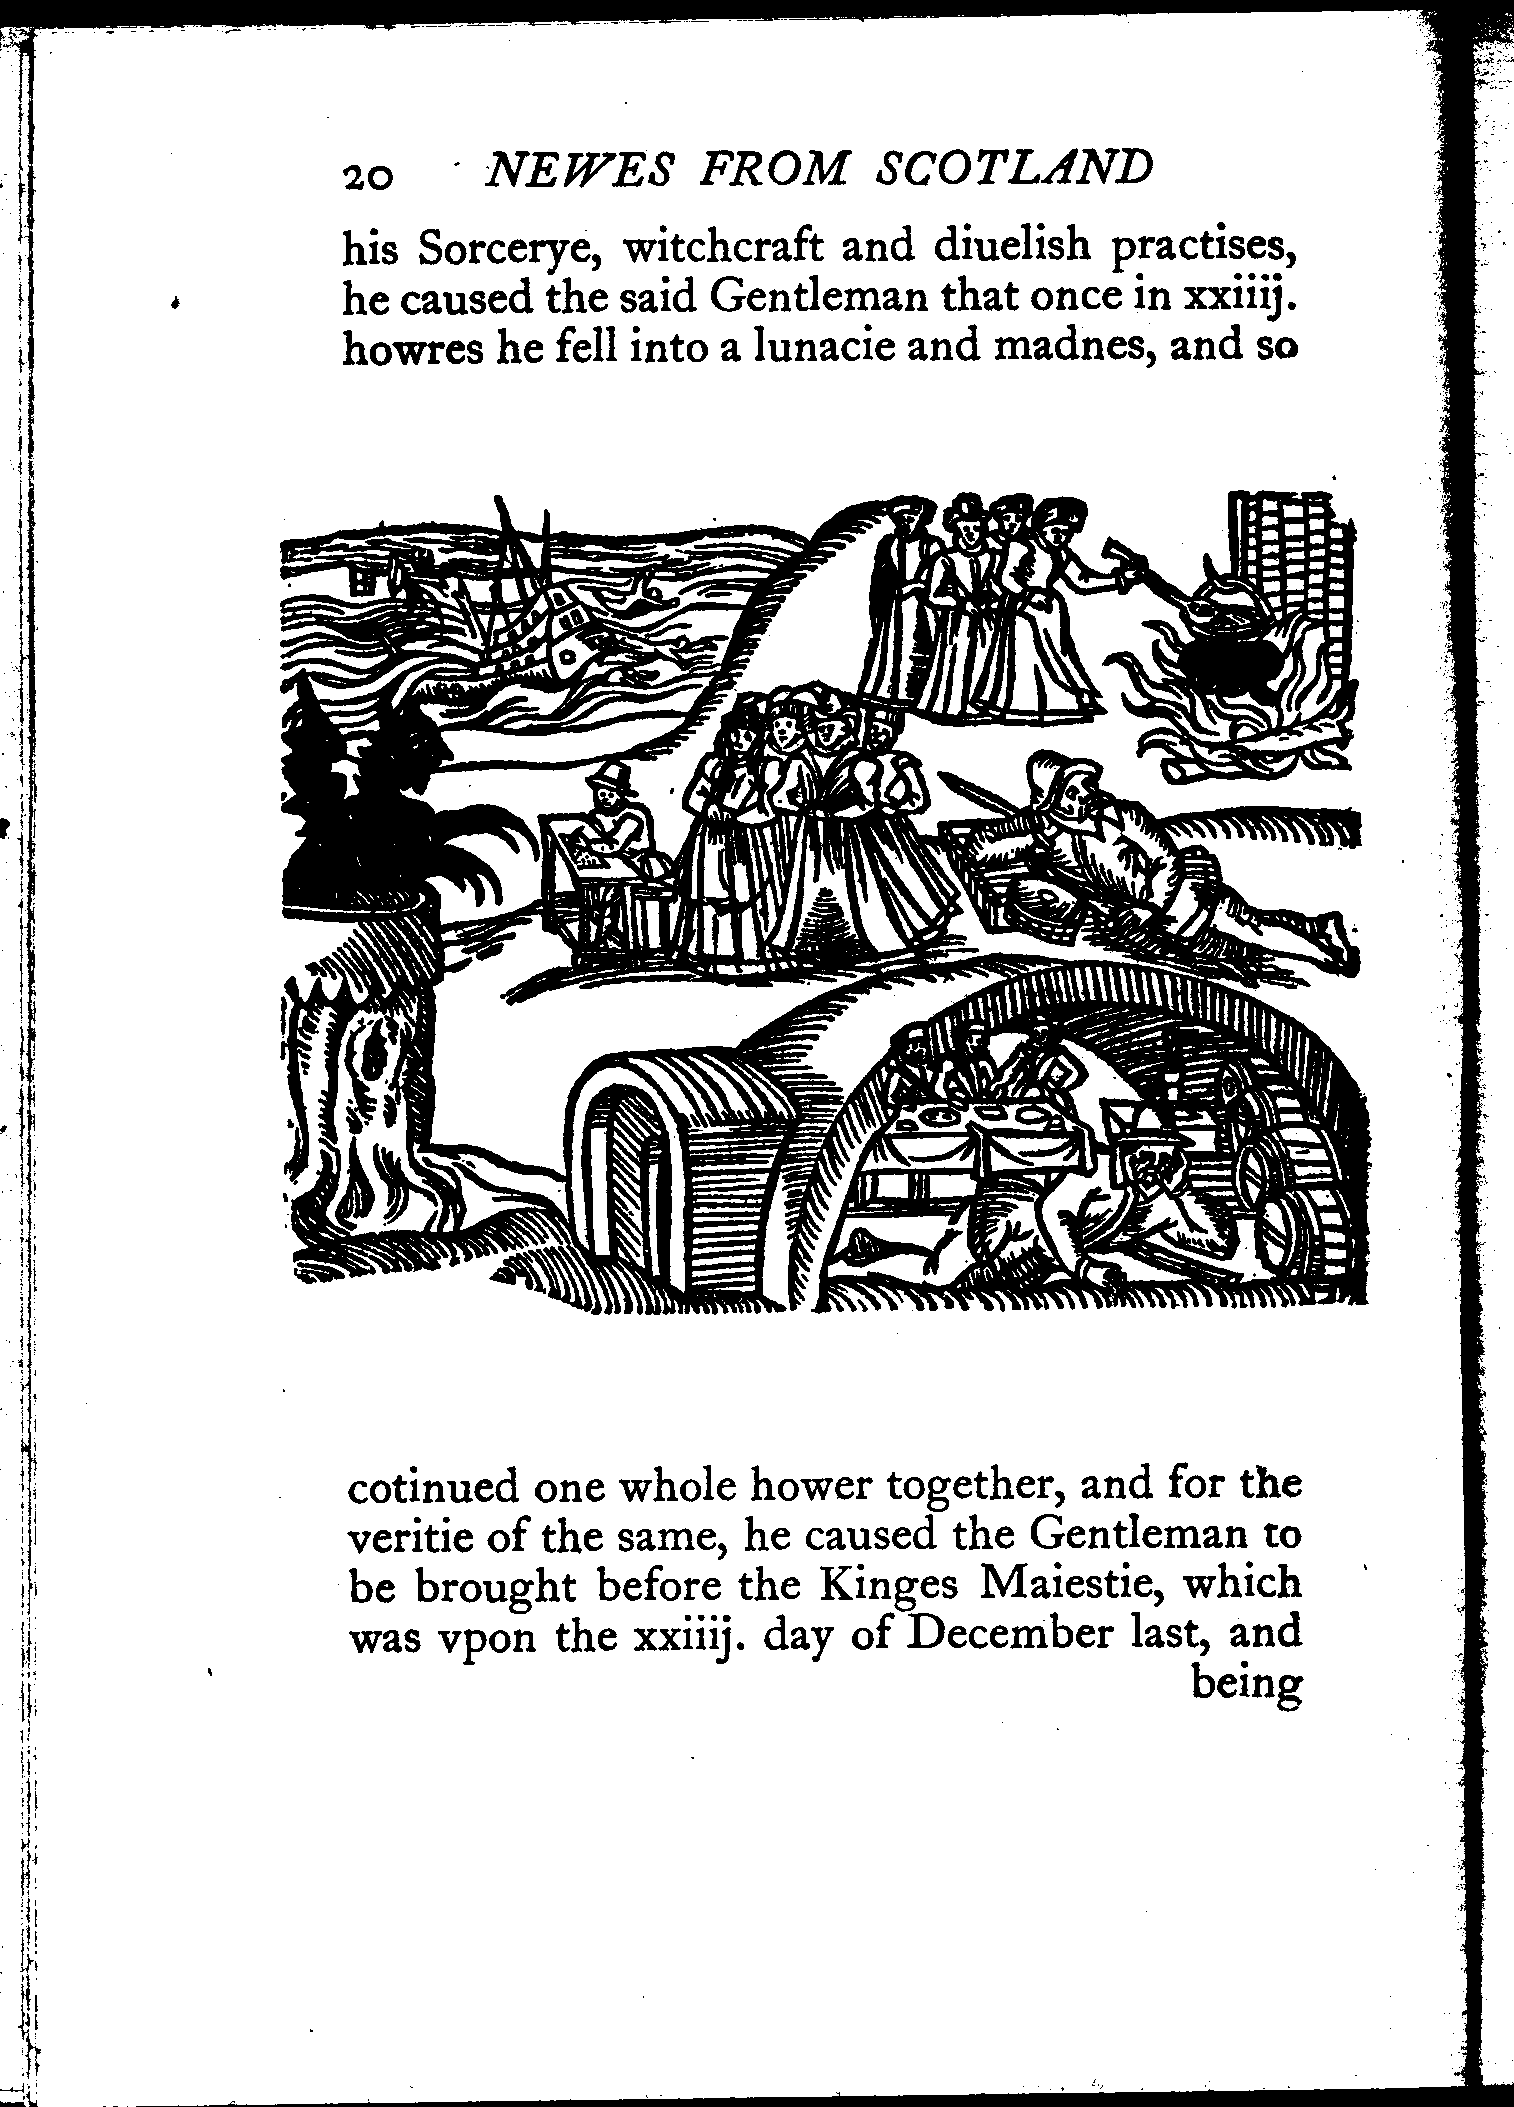 20 NEWES FROM SCOTLAND
his Sorcerye, witchcraft and diuelish practises,
he caused the said Gentleman that once in xxiiij.
howres he fell into a lunacie and madnes, and so
cotinued one whole hower together, and for the
veritie of the same, he caused the Gentleman to
be brought before the Kinges Maiestie, which
was vpon the xxiiij. day of December last, and
being